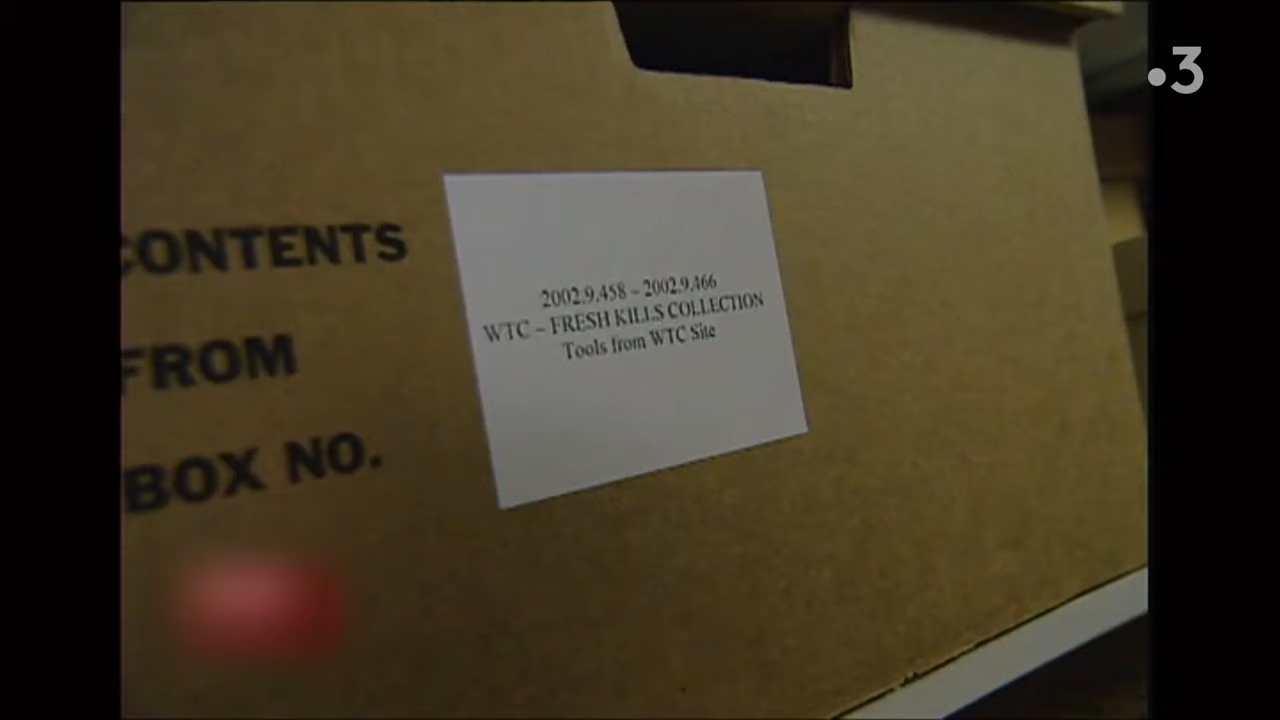 3
CONTENTS
FROM
BOX NO.
2002.9.458 – 2002.9.466
WTC – FRESH KILLS COLLECTION
Tools from WTC Site